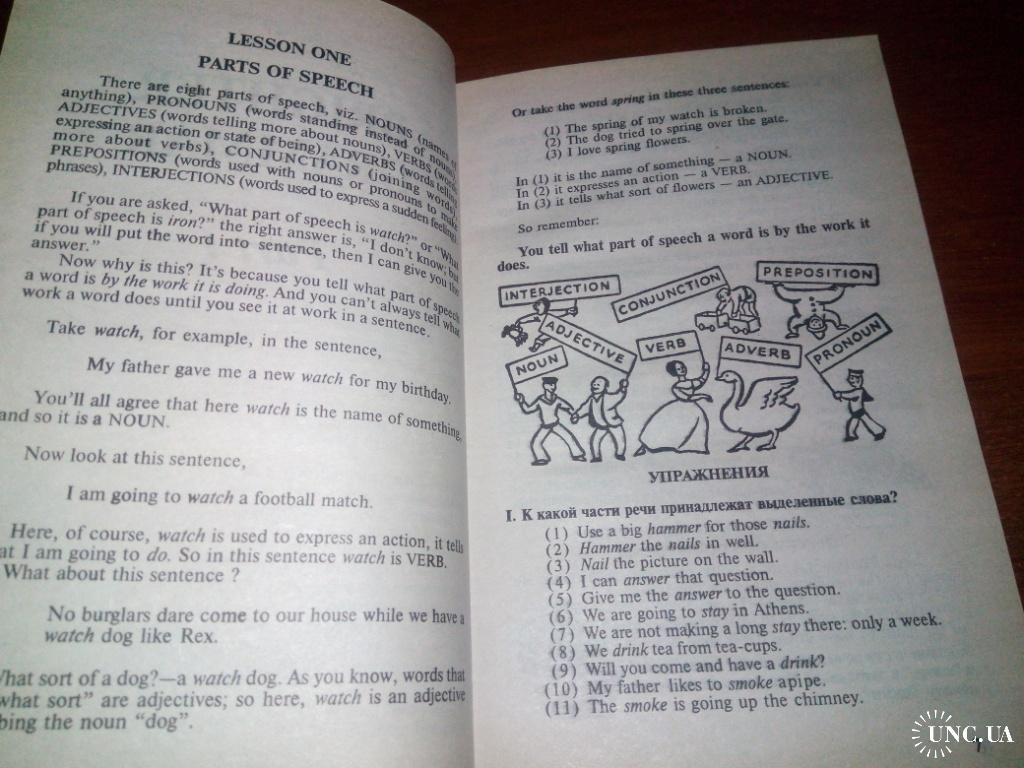 LESSON ONE
PARTS OF SPEECH
There are eight parts of speech, viz. NOUNS (names of
anything), PRONOUNS (words standing instead of nouns),
ADJECTIVES (words telling more about nouns), VERBS (words
expressing an action or state of being), ADVERBS (words telling
more about verbs), CONJUNCTIONS (joining words),
PREPOSITIONS (words used with nouns or pronouns to make
phrases), INTERJECTIONS (words used to express a sudden feeling).
If you are asked, "What part of speech is watch?" or "What
part of speech is iron?" the right answer is, "I don't know; but
if you will put the word into sentence, then I can give you the
answer."
Now why is this? It's because you tell what part of speech
a word is by the work it is doing. And you can't always tell what
work a word does until you see it at work in a sentence.
Take watch, for example, in the sentence,
My father gave me a new watch for my birthday.
You'll all agree that here watch is the name of something,
and so it is a NOUN.
Now look at this sentence,
I am going to watch a football match.
Here, of course, watch is used to express an action, it tells
at I am going to do. So in this sentence watch is VERB.
What about this sentence ?
No burglars dare come to our house while we have a
watch dog like Rex.
What sort of a dog?—a watch dog. As you know, words that
what sort" are adjectives; so here, watch is an adjective
bing the noun "dog".
Or take the word spring in these three sentences:
(1) The spring of my watch is broken.
(2) The dog tried to spring over the gate.
(3) I love spring flowers.
In (1) it is the name of something — a NOUN.
In (2) it expresses an action — a VERB.
In (3) it tells what sort of flowers — an ADJECTIVE.
So remember:
You tell what part of speech a word is by the work it
does.
INTERJECTION
CONJUNCTION
PREPOSITION
ADJECTIVE
NOUN
VERB
ADVERB
PRONOUN
УПРАЖНЕНИЯ
I. К какой части речи принадлежат выделенные слова?
(1) Use a big hammer for those nails.
(2) Hammer the nails in well.
(3) Nail the picture on the wall.
(4) I can answer that question.
(5) Give me the answer to the question.
(6) We are going to stay in Athens.
(7) We are not making a long stay there: only a week.
(8) We drink tea from tea-cups.
(9) Will you come and have a drink?
(10) My father likes to smoke apipe.
(11) The smoke is going up the chimney.
UNC.UA